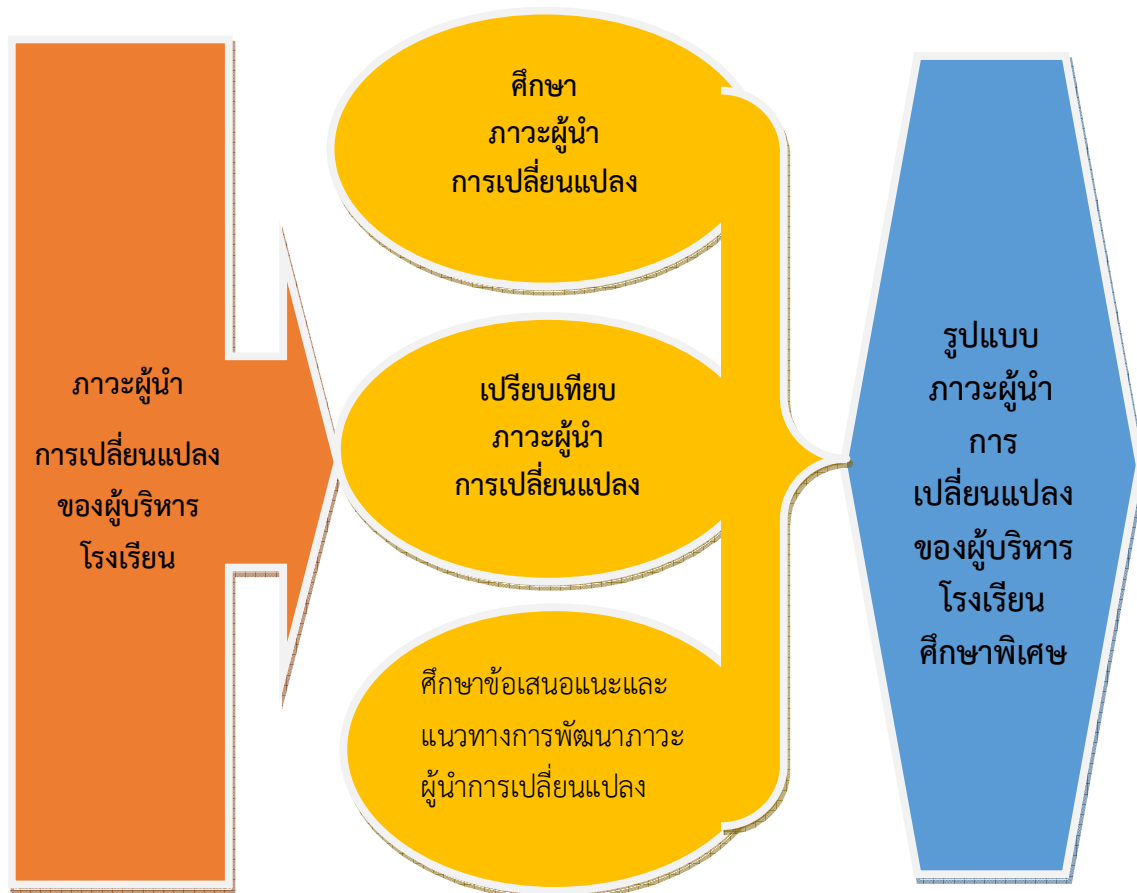 ภาวะผู้นำ
การเปลี่ยนแปลง
ของผู้บริหาร
โรงเรียน
ศึกษา
ภาวะผู้นำ
การเปลี่ยนแปลง
เปรียบเทียบ
ภาวะผู้นำ
การเปลี่ยนแปลง
ศึกษาข้อเสนอแนะและ
แนวทางการพัฒนาภาวะ
ผู้นำการเปลี่ยนแปลง
รูปแบบ
ภาวะผู้นำ
การ
เปลี่ยนแปลง
ของผู้บริหาร
โรงเรียน
ศึกษาพิเศษ